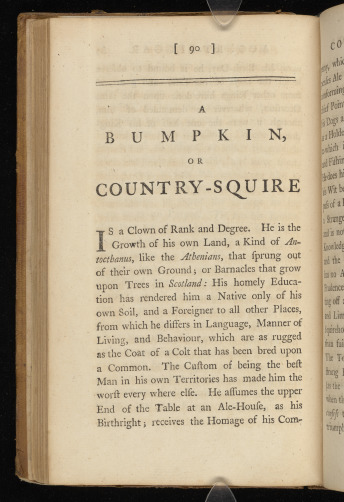 [ 90 ]
A
BUMPKIN,
OR
COUNTRY-SQUIRE
IS a Clown of Rank and Degree. He is the
Growth of his own Land, a Kind of Au-
tocthanus, like the Athenians, that ſprung out
of their own Ground; or Barnacles that grow
upon Trees in Scotland: His homely Educa-
tion has rendered him a Native only of his
own Soil, and a Foreigner to all other Places,
from which he differs in Language, Manner of
Living, and Behaviour, which are as rugged
as the Coat of a Colt that has been bred upon
a Common. The Cuſtom of being the beſt
Man in his own Territories has made him the
worſt every where elſe. He aſſumes the upper
End of the Table at an Ale-Houſe, as his
Birthright; receives the Homage of his Com-